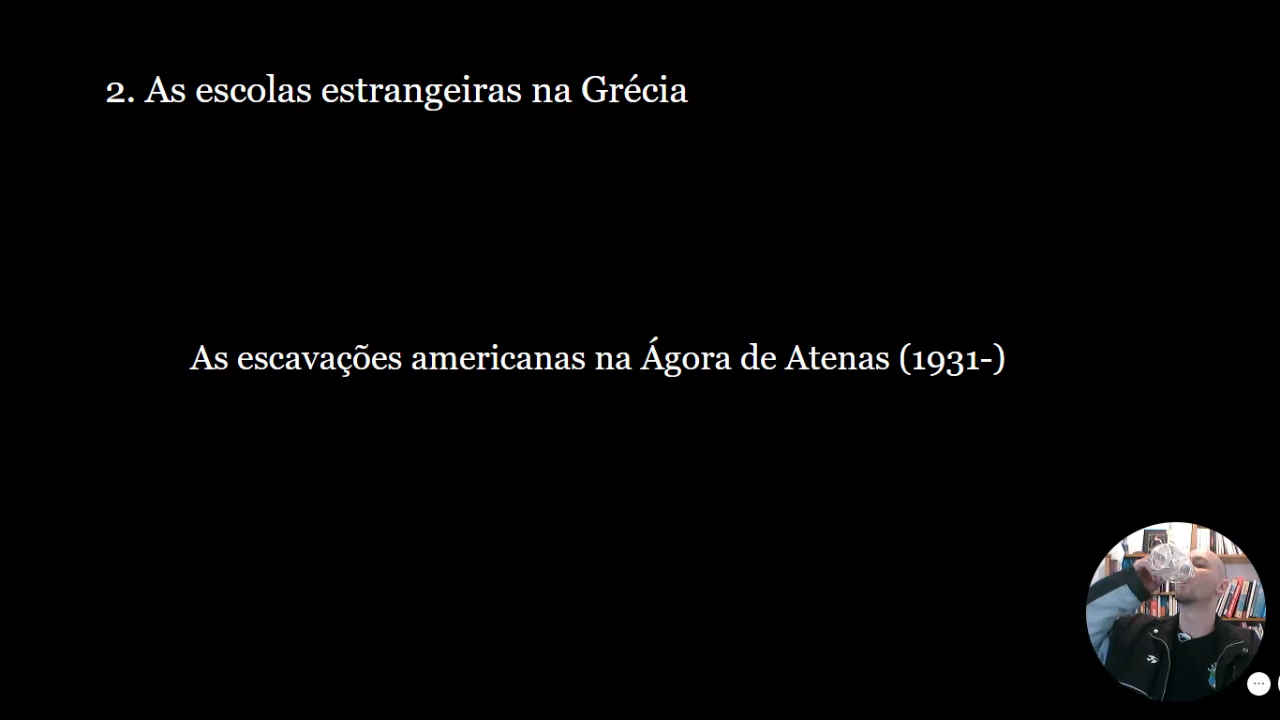 2. As escolas estrangeiras na Grécia
As escavações americanas na Ágora de Atenas (1931-)